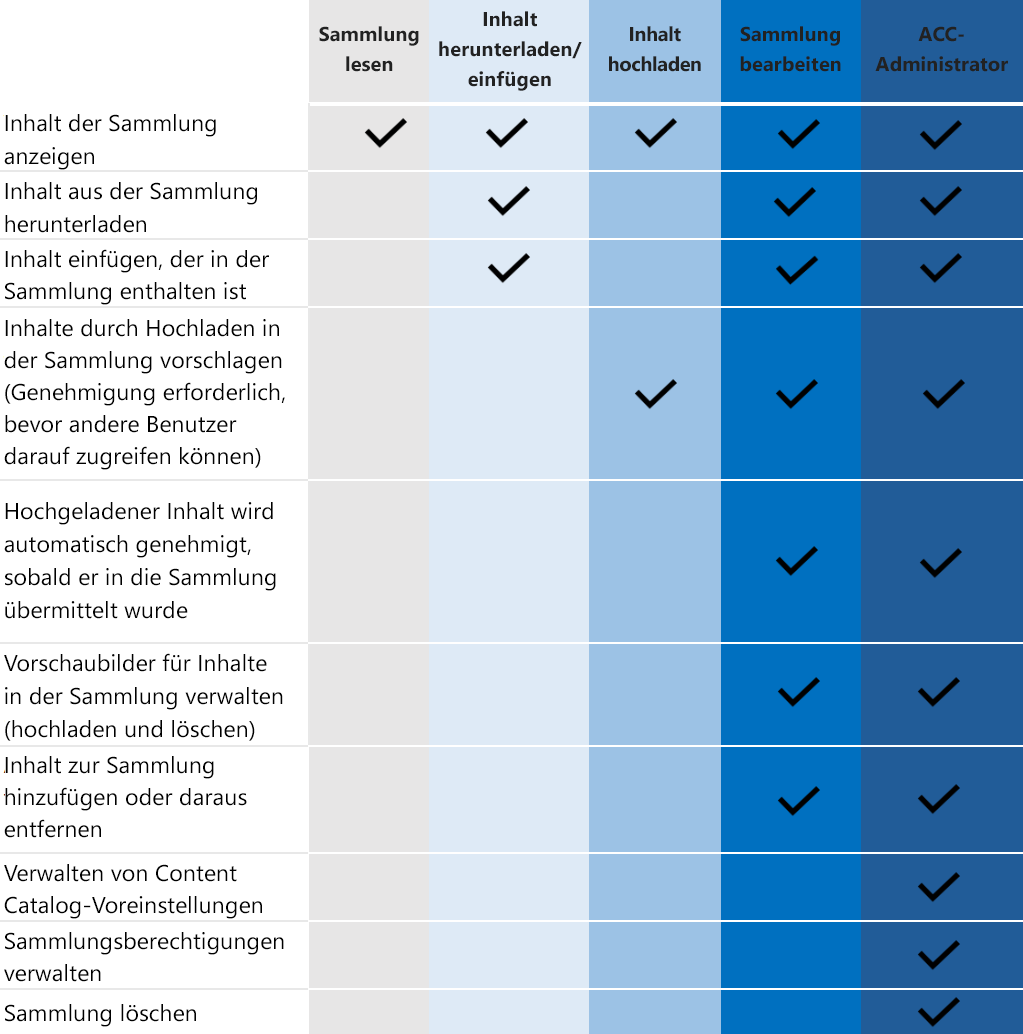 Sammlung
lesen
Inhalt
herunterladen/
einfügen
Inhalt
hochladen
Sammlung
bearbeiten
ACC-
Administrator
Inhalt der Sammlung
anzeigen
Inhalt aus der Sammlung
herunterladen
Inhalt einfügen, der in der
Sammlung enthalten ist
Inhalte durch Hochladen in
der Sammlung vorschlagen
(Genehmigung erforderlich,
bevor andere Benutzer
darauf zugreifen können)
Hochgeladener Inhalt wird
automatisch genehmigt,
sobald er in die Sammlung
übermittelt wurde
Vorschaubilder für Inhalte
in der Sammlung verwalten
(hochladen und löschen)
Inhalt zur Sammlung
hinzufügen oder daraus
entfernen
Verwalten von Content
Catalog-Voreinstellungen
Sammlungsberechtigungen
verwalten
Sammlung löschen